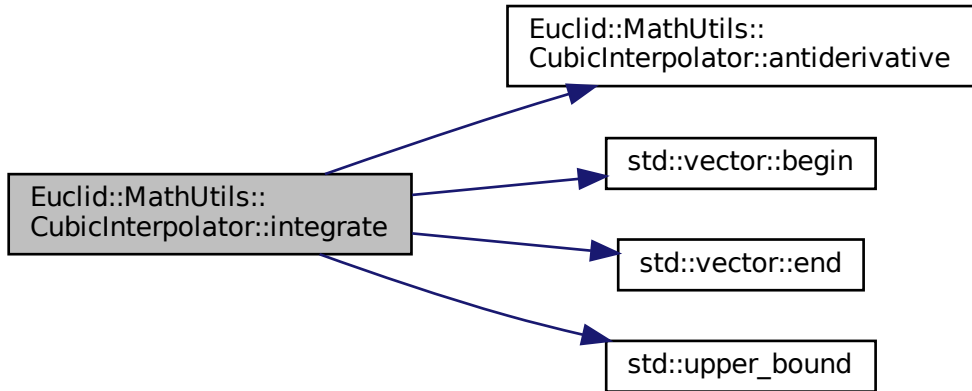 Euclid::MathUtils::
CubicInterpolator::antiderivative
std::vector::begin
Euclid::MathUtils::
CubicInterpolator::integrate
std::vector::end
std::upper_bound